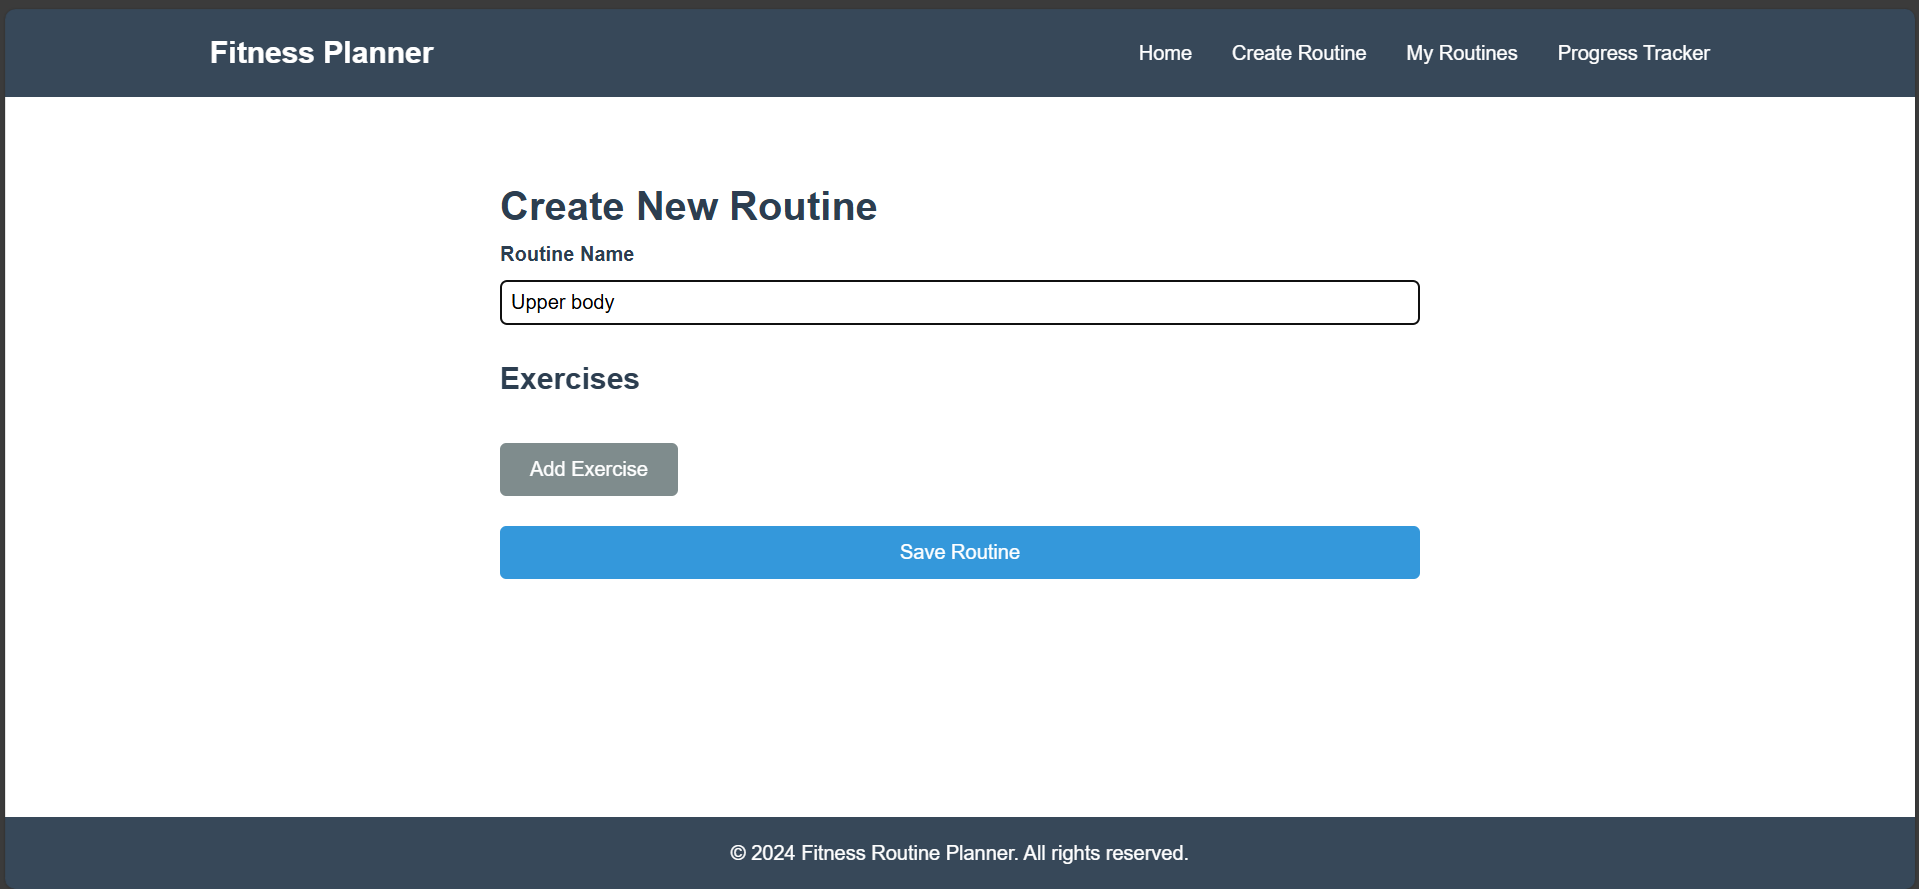 Fitness Planner
Home Create Routine My Routines Progress Tracker
Create New Routine
Routine Name
Upper body
Exercises
Add Exercise
Save Routine
© 2024 Fitness Routine Planner. All rights reserved.